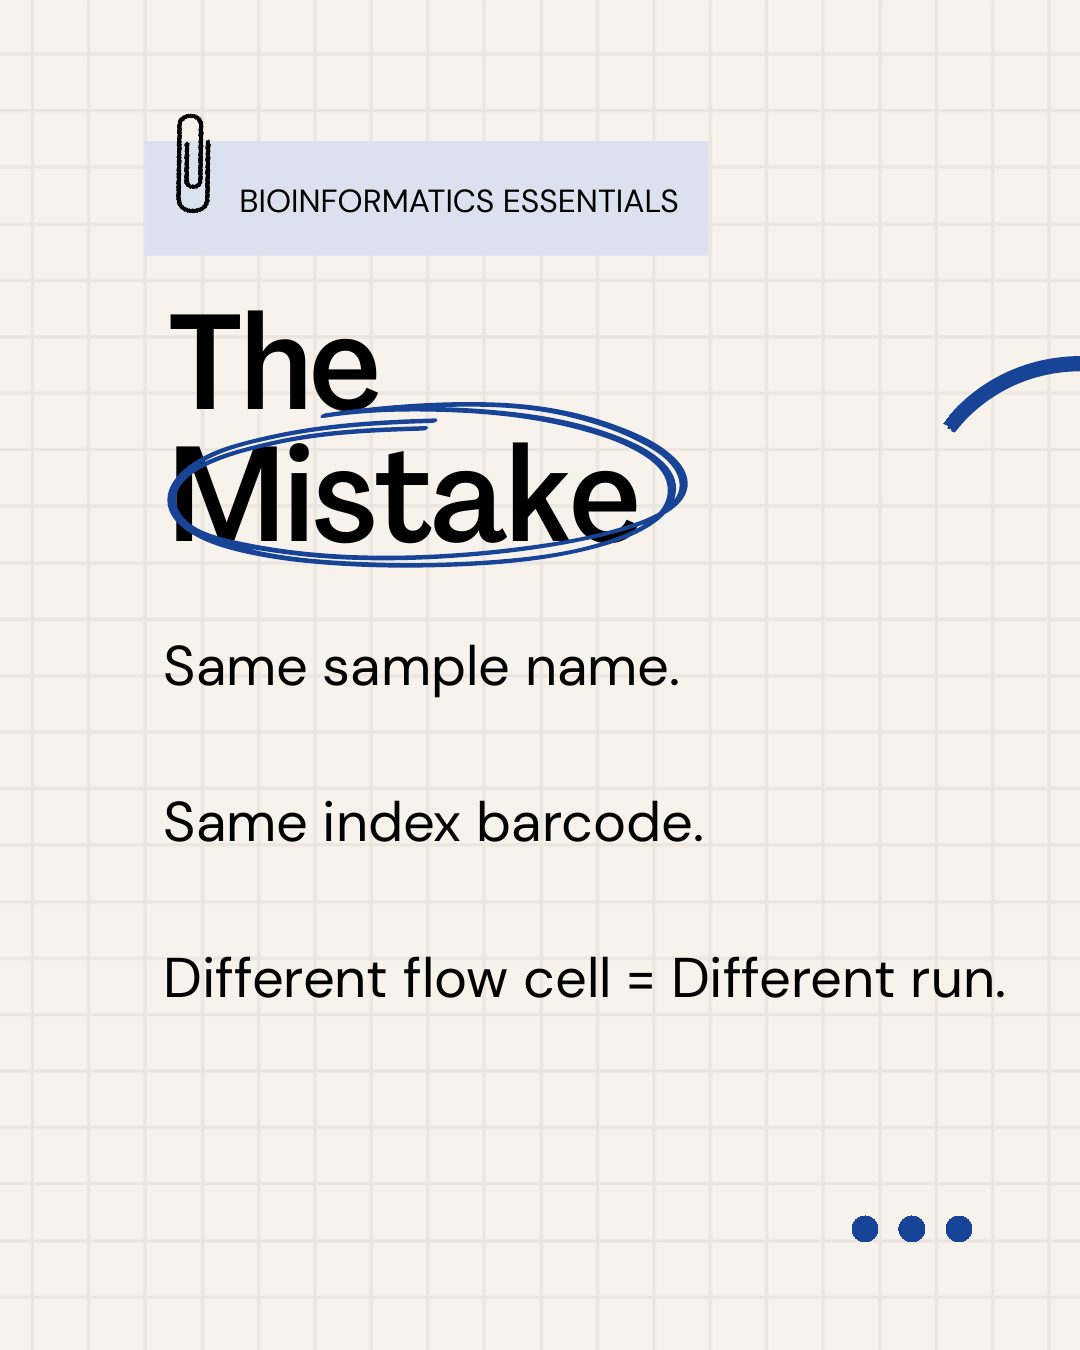 BIOINFORMATICS ESSENTIALS
The
Mistake
Same sample name.
Same index barcode.
Different flow cell = Different run.